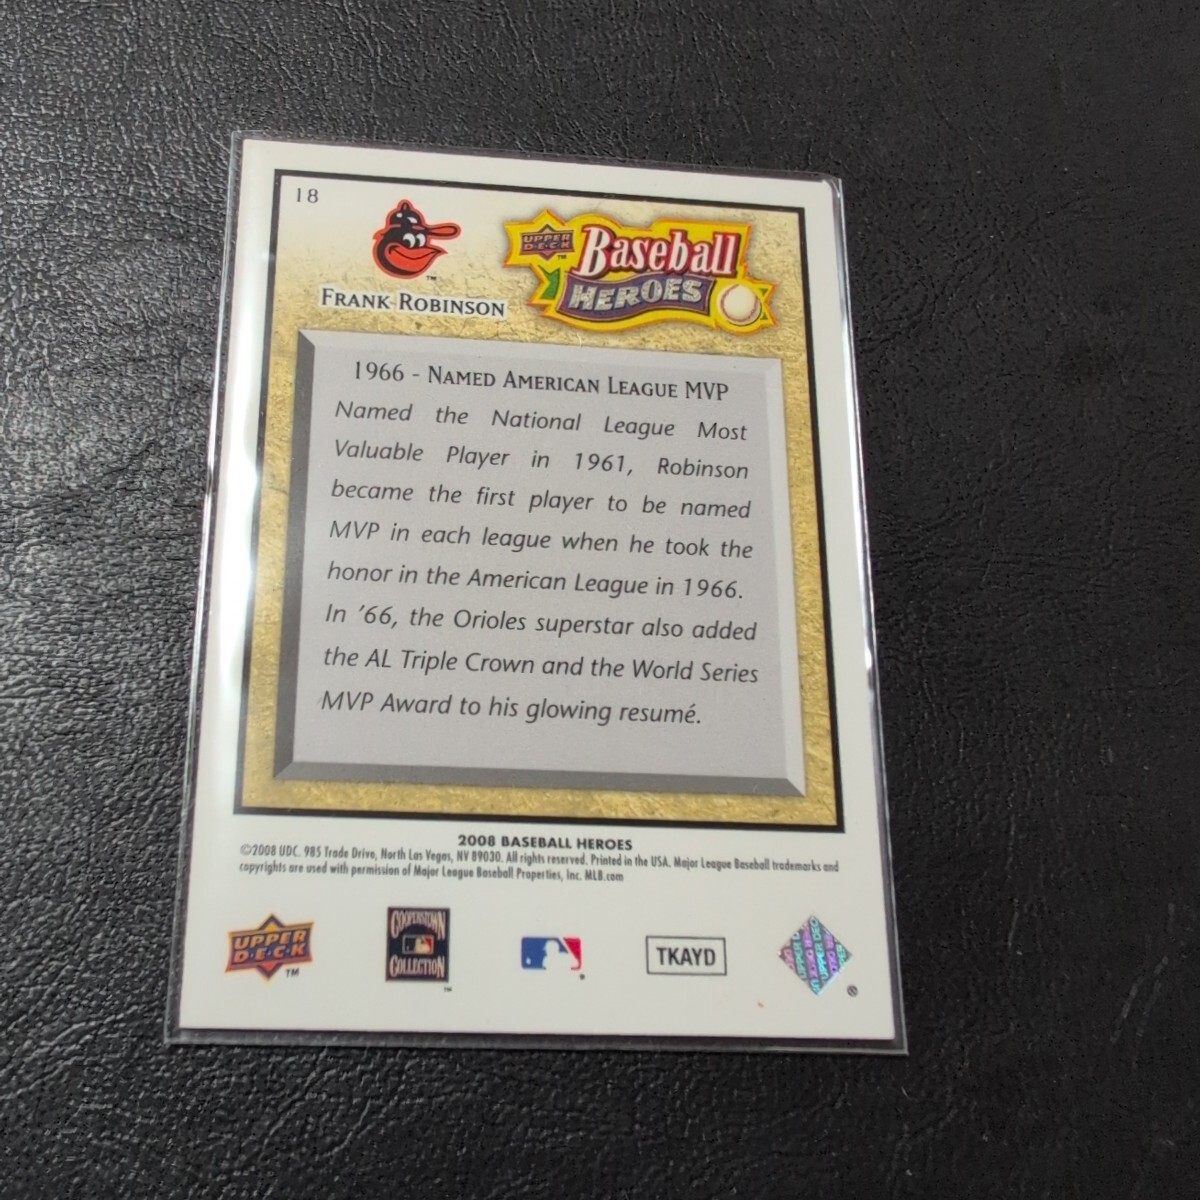 18
UPPER DECK™
Baseball
HEROES
™
FRANK ROBINSON
1966 - NAMED AMERICAN LEAGUE MVP
Named the National League Most
Valuable Player in 1961, Robinson
became the first player to be named
MVP in each league when he took the
honor in the American League in 1966.
In '66, the Orioles superstar also added
the AL Triple Crown and the World Series
MVP Award to his glowing resumé.
2008 BASEBALL HEROES
©2008 UDC. 985 Trade Drive, North Las Vegas, NV 89030. All rights reserved. Printed in the USA. Major League Baseball trademarks and
copyrights are used with permission of Major League Baseball Properties, Inc. MLB.com
UPPER
D·E·C·K
™
COOPERSTOWN
COLLECTION
™
®
TKAYD
UPPER DECK
®